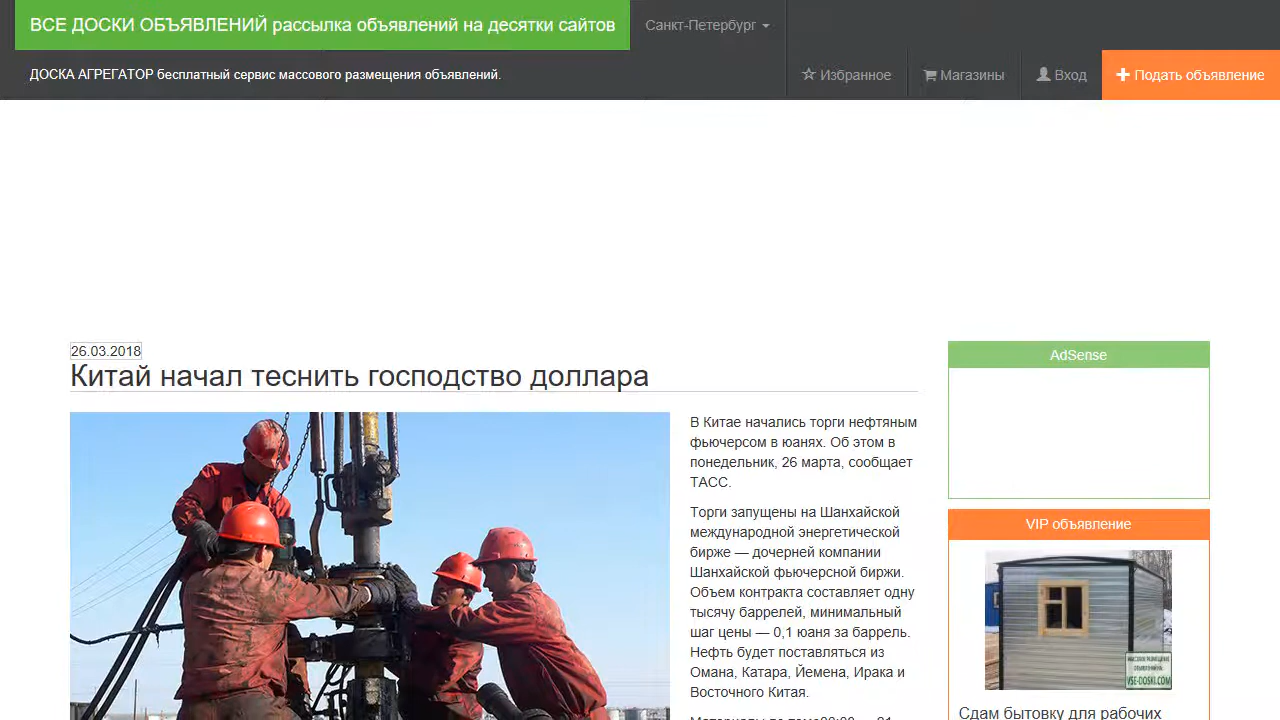 ВСЕ ДОСКИ ОБЪЯВЛЕНИЙ рассылка объявлений на десятки сайтов
Санкт-Петербург
ДОСКА АГРЕГАТОР бесплатный сервис массового размещения объявлений.
Избранное
Магазины
Вход
Подать объявление
26.03.2018
Китай начал теснить господство доллара
В Китае начались торги нефтяным
фьючерсом в юанях. Об этом в
понедельник, 26 марта, сообщает
ТАСС.
Торги запущены на Шанхайской
международной энергетической
бирже — дочерней компании
Шанхайской фьючерсной биржи.
Объем контракта составляет одну
тысячу баррелей, минимальный
шаг цены — 0,1 юаня за баррель.
Нефть будет поставляться из
Омана, Катара, Йемена, Ирака и
Восточного Китая.
AdSense
VIP объявление
VSE-DOSKI.COM
Сдам бытовку для рабочих